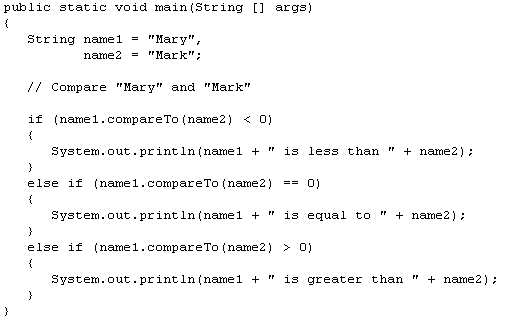 public static void main(String [] args)
{
   String name1 = "Mary",
          name2 = "Mark";
   // Compare "Mary" and "Mark"
   if (name1.compareTo(name2) < 0)
   {
      System.out.println(name1 + " is less than " + name2);
   }
   else if (name1.compareTo(name2) == 0)
   {
      System.out.println(name1 + " is equal to " + name2);
   }
   else if (name1.compareTo(name2) > 0)
   {
      System.out.println(name1 + " is greater than " + name2);
   }
}